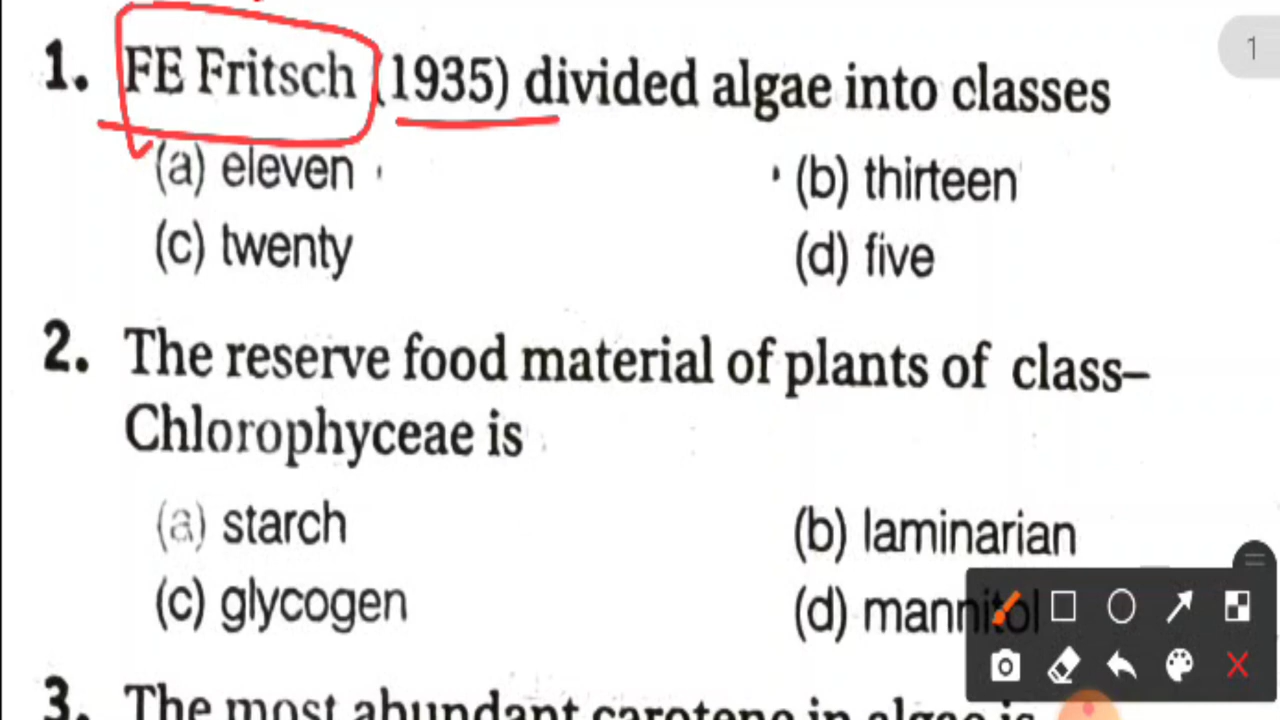 1
1. FE Fritsch (1935) divided algae into classes
(a) eleven
(b) thirteen
(c) twenty
(d) five
2. The reserve food material of plants of class–
Chlorophyceae is
(a) starch
(b) laminarian
(c) glycogen
(d) mannitol
3. The most abundant carotene in algae is